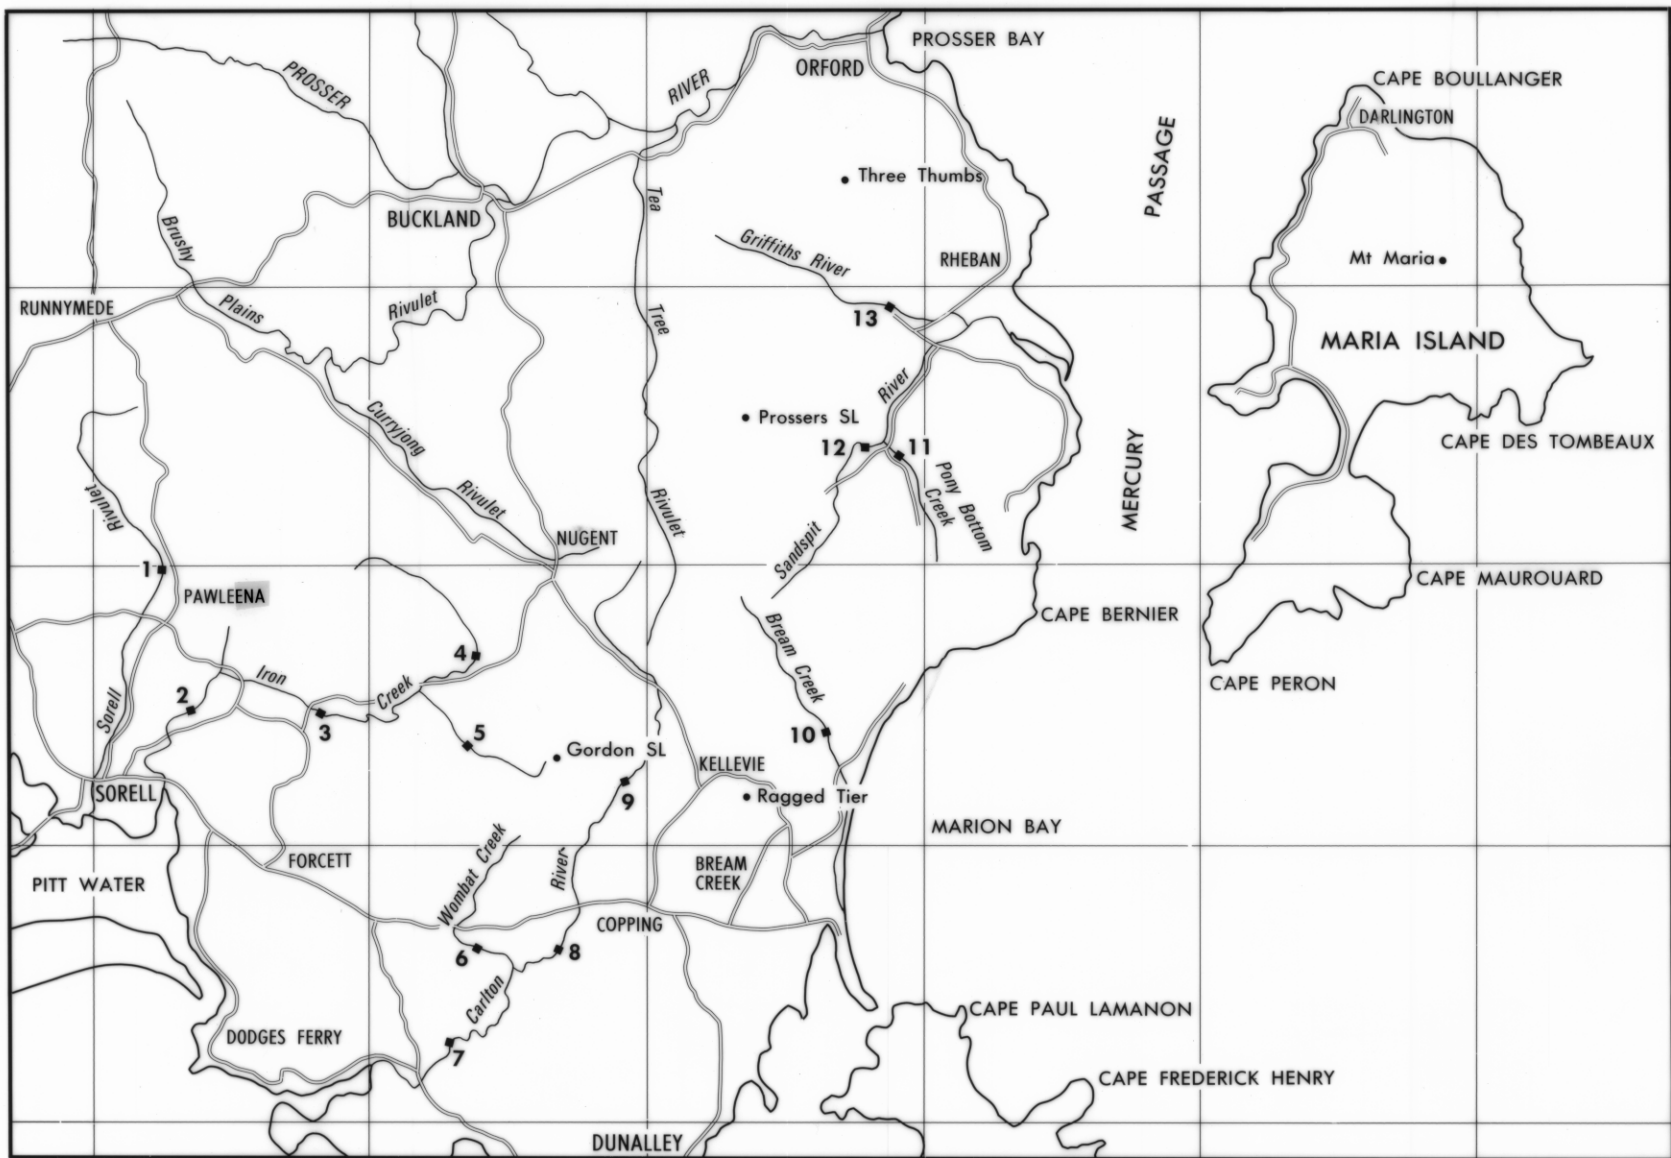 PROSSER BAY
ORFORD
PROSSER
RIVER
CAPE BOULLANGER
DARLINGTON
PASSAGE
Three Thumbs
Tea
BUCKLAND
Brushy
Griffiths River
RHEBAN
Mt Maria
RUNNYMEDE
Plains
Rivulet
Tree
13
MARIA ISLAND
River
Curryjong
Prossers SL
12
11
CAPE DES TOMBEAUX
MERCURY
Rivulet
Rivulet
Rivulet
Pony Bottom
Creek
Sandspit
NUGENT
1
PAWLEENA
CAPE MAUROUARD
CAPE BERNIER
Bream Creek
4
Iron
Creek
CAPE PERON
Sorell
2
3
5
10
Gordon SL
KELLEVIE
SORELL
9
Ragged Tier
MARION BAY
FORCETT
Wombat Creek
River
BREAM
CREEK
PITT WATER
COPPING
6
8
Carlton
CAPE PAUL LAMANON
DODGES FERRY
7
CAPE FREDERICK HENRY
DUNALLEY